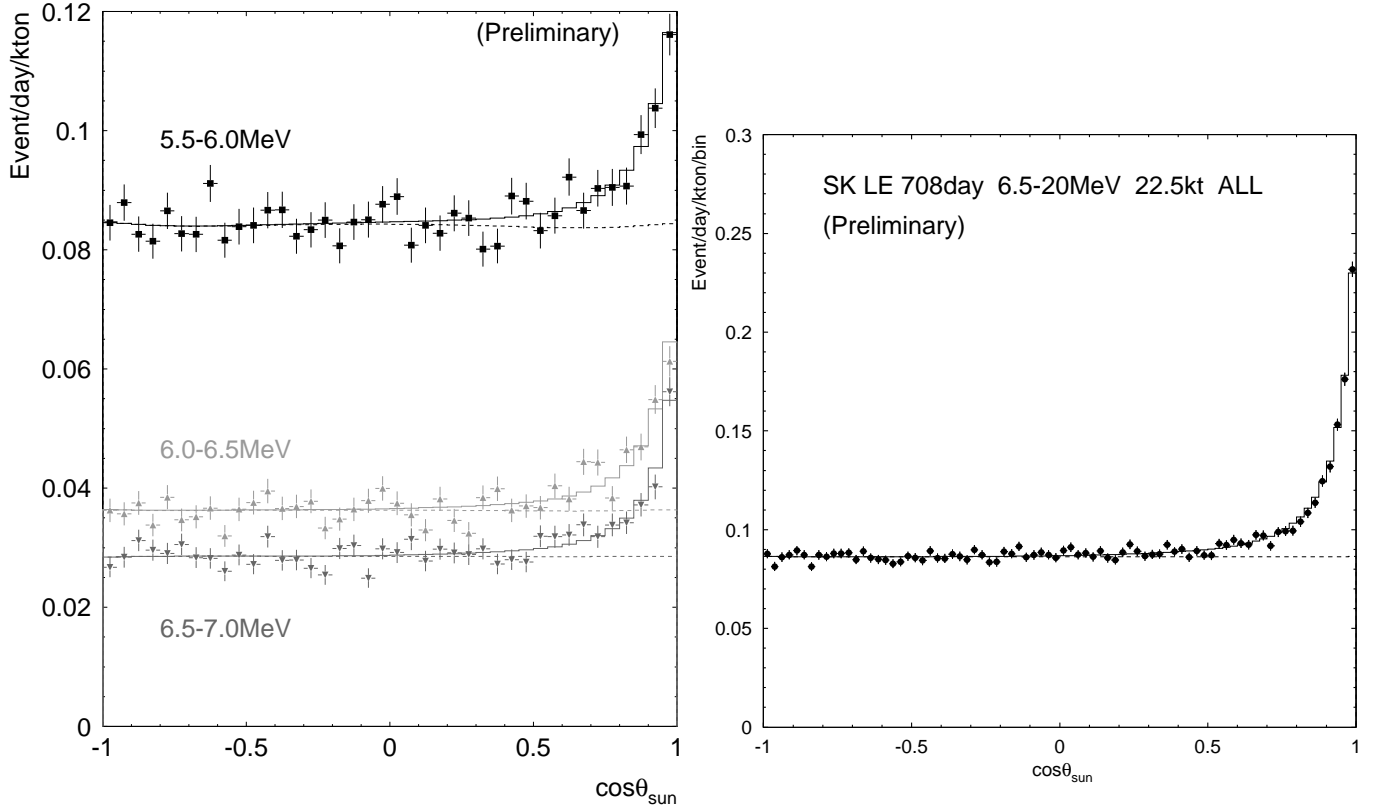 Event/day/kton
0.12
0.1
0.08
0.06
0.04
0.02
0
(Preliminary)
5.5-6.0MeV
6.0-6.5MeV
6.5-7.0MeV
-1
-0.5
0
0.5
1
cosθsun
Event/day/kton/bin
0.3
0.25
0.2
0.15
0.1
0.05
0
SK LE 708day 6.5-20MeV 22.5kt ALL
(Preliminary)
-1
-0.5
0
0.5
1
cosθsun